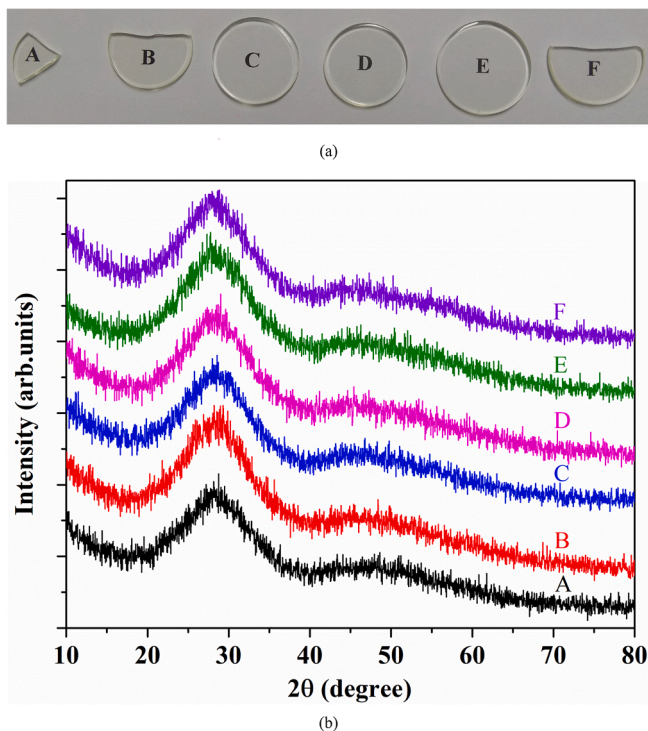 A B C D E F
(a)
Intensity (arb.units)
F
E
D
C
B
A
10 20 30 40 50 60 70 80
2θ (degree)
(b)